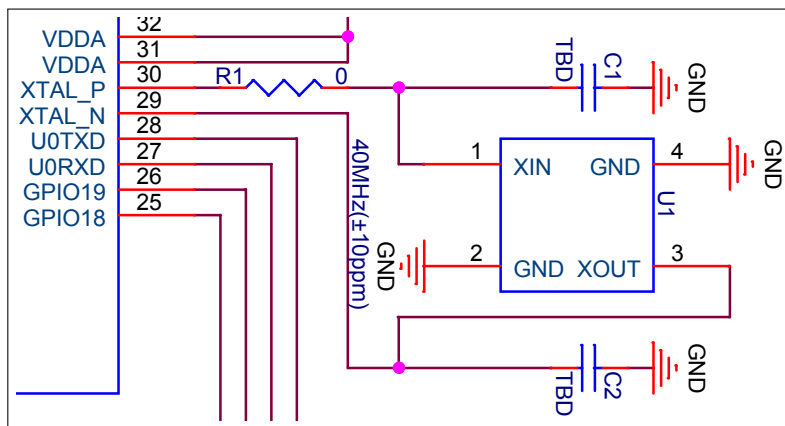 32
VDDA
31
VDDA
30
XTAL_P
R1
0
29
XTAL_N
28
U0TXD
27
U0RXD
26
GPIO19
25
GPIO18
40MHz(±10ppm)
TBD
C1
GND
1
XIN
GND
4
GND
U1
GND
2
GND
XOUT
3
TBD
C2
GND